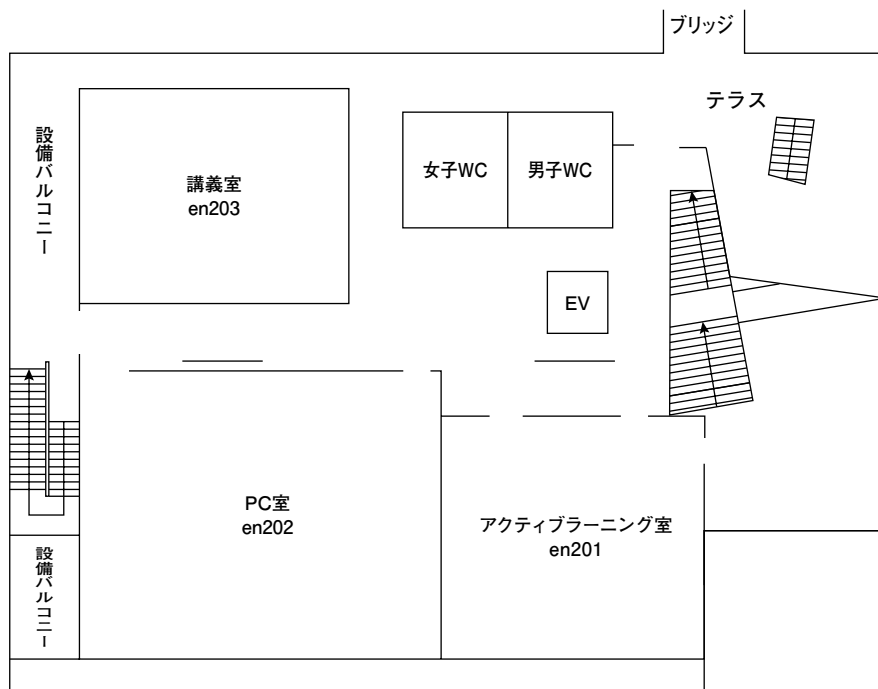 ブリッジ
テラス
設備バルコニー
講義室
en203
女子WC
男子WC
EV
PC室
en202
アクティブラーニング室
en201
設備バルコニー